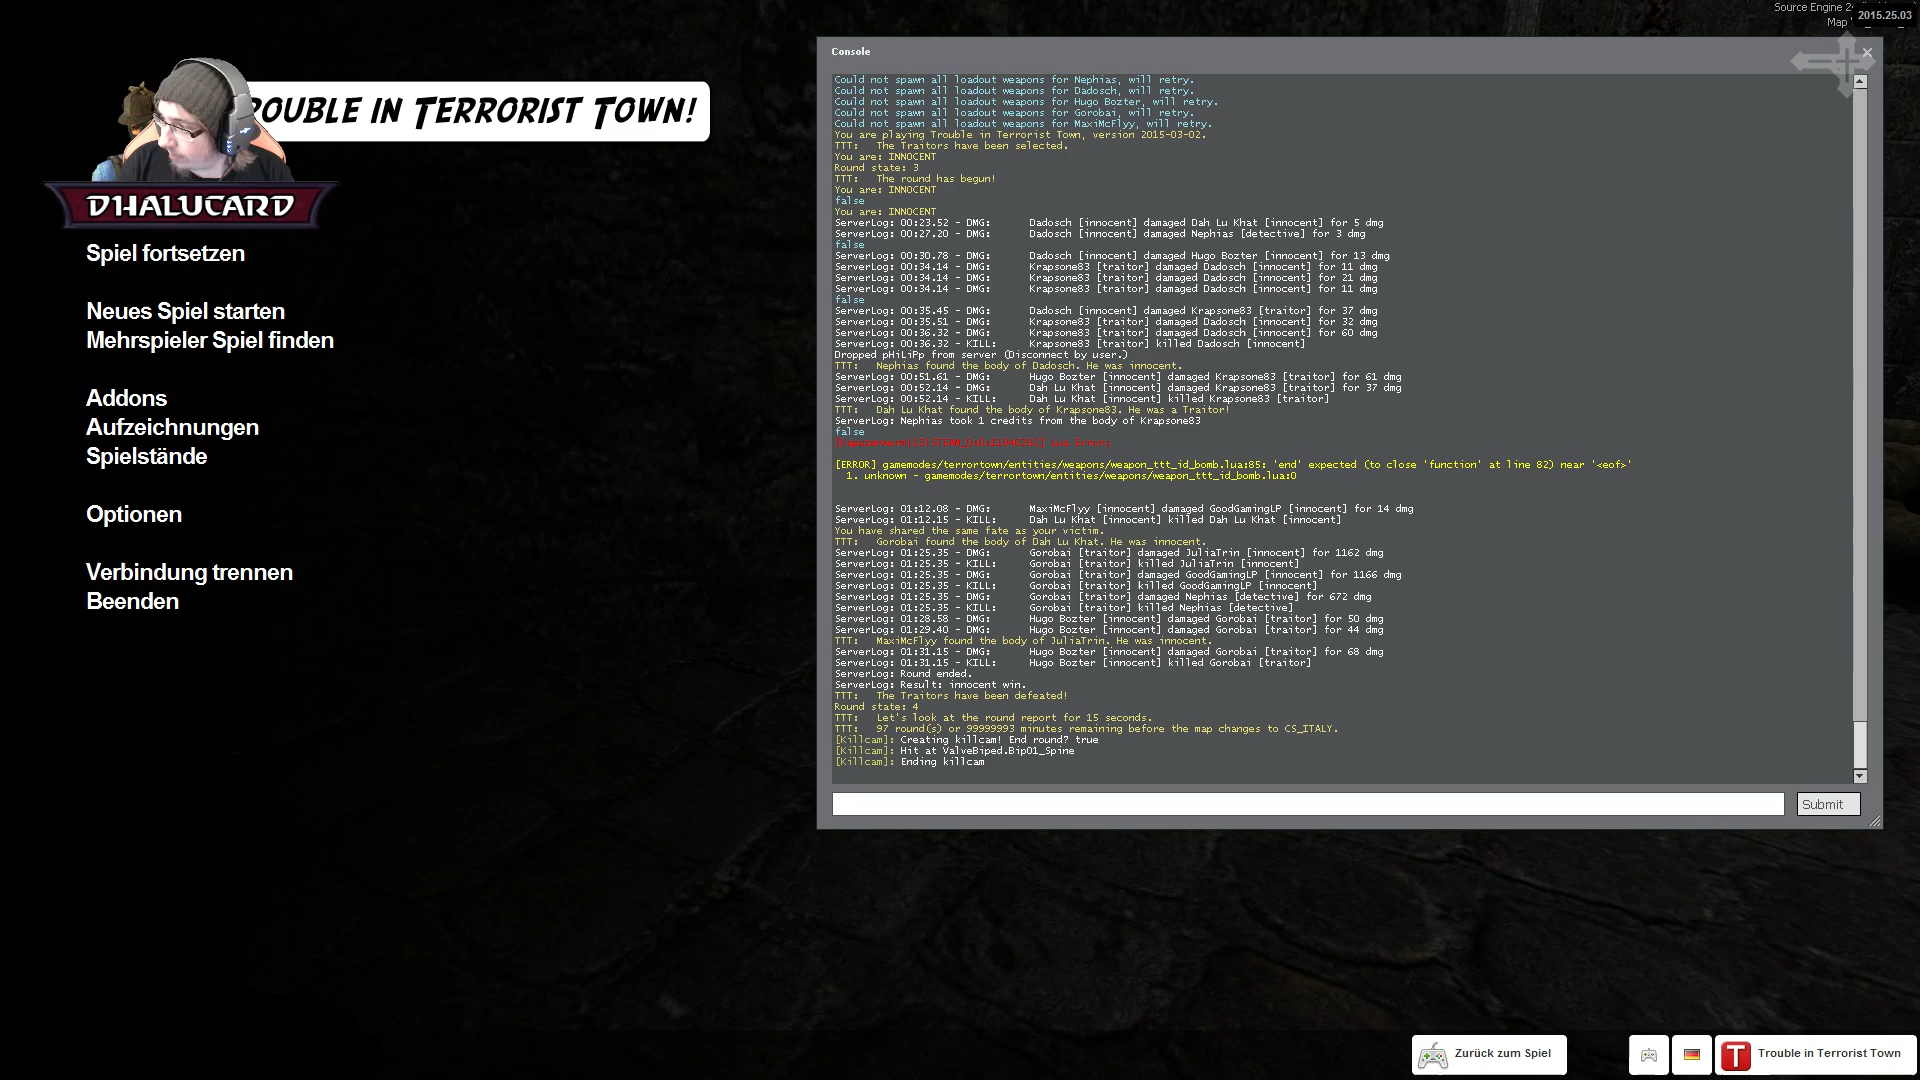 Source Engine 2
2015.25.03
Map
ROUBLE IN TERRORIST TOWN!
DHALUCARD
Spiel fortsetzen
Neues Spiel starten
Mehrspieler Spiel finden
Addons
Aufzeichnungen
Spielstände
Optionen
Verbindung trennen
Beenden
Console
Could not spawn all loadout weapons for Nephias, will retry.
Could not spawn all loadout weapons for Dadosch, will retry.
Could not spawn all loadout weapons for Hugo Bozter, will retry.
Could not spawn all loadout weapons for Gorobai, will retry.
Could not spawn all loadout weapons for MaxiMcFlyy, will retry.
You are playing Trouble in Terrorist Town, version 2015-03-02.
TTT: The Traitors have been selected.
You are: INNOCENT
Round state: 3
TTT: The round has begun!
You are: INNOCENT
false
You are: INNOCENT
ServerLog: 00:23.52 - DMG: Dadosch [innocent] damaged Dah Lu Khat [innocent] for 5 dmg
ServerLog: 00:27.20 - DMG: Dadosch [innocent] damaged Nephias [detective] for 3 dmg
false
ServerLog: 00:30.78 - DMG: Dadosch [innocent] damaged Hugo Bozter [innocent] for 13 dmg
ServerLog: 00:34.14 - DMG: Krapsone83 [traitor] damaged Dadosch [innocent] for 11 dmg
ServerLog: 00:34.14 - DMG: Krapsone83 [traitor] damaged Dadosch [innocent] for 21 dmg
ServerLog: 00:34.14 - DMG: Krapsone83 [traitor] damaged Dadosch [innocent] for 11 dmg
false
ServerLog: 00:35.45 - DMG: Dadosch [innocent] damaged Krapsone83 [traitor] for 37 dmg
ServerLog: 00:35.51 - DMG: Krapsone83 [traitor] damaged Dadosch [innocent] for 32 dmg
ServerLog: 00:36.32 - DMG: Krapsone83 [traitor] damaged Dadosch [innocent] for 60 dmg
ServerLog: 00:36.32 - KILL: Krapsone83 [traitor] killed Dadosch [innocent]
Dropped pHiLiPp from server (Disconnect by user.)
TTT: Nephias found the body of Dadosch. He was innocent.
ServerLog: 00:51.61 - DMG: Hugo Bozter [innocent] damaged Krapsone83 [traitor] for 61 dmg
ServerLog: 00:52.14 - DMG: Dah Lu Khat [innocent] damaged Krapsone83 [traitor] for 37 dmg
ServerLog: 00:52.14 - KILL: Dah Lu Khat [innocent] killed Krapsone83 [traitor]
TTT: Dah Lu Khat found the body of Krapsone83. He was a Traitor!
ServerLog: Nephias took 1 credits from the body of Krapsone83
false
Lua Error:
[ERROR] gamemodes/terrortown/entities/weapons/weapon_ttt_id_bomb.lua:85: 'end' expected (to close 'function' at line 82) near '<eof>'
1. unknown - gamemodes/terrortown/entities/weapons/weapon_ttt_id_bomb.lua:0
ServerLog: 01:12.08 - DMG: MaxiMcFlyy [innocent] damaged GoodGamingLP [innocent] for 14 dmg
ServerLog: 01:12.15 - KILL: Dah Lu Khat [innocent] killed Dah Lu Khat [innocent]
You have shared the same fate as your victim.
TTT: Gorobai found the body of Dah Lu Khat. He was innocent.
ServerLog: 01:25.35 - DMG: Gorobai [traitor] damaged JuliaTrin [innocent] for 1162 dmg
ServerLog: 01:25.35 - KILL: Gorobai [traitor] killed JuliaTrin [innocent]
ServerLog: 01:25.35 - DMG: Gorobai [traitor] damaged GoodGamingLP [innocent] for 1166 dmg
ServerLog: 01:25.35 - KILL: Gorobai [traitor] killed GoodGamingLP [innocent]
ServerLog: 01:25.35 - DMG: Gorobai [traitor] damaged Nephias [detective] for 672 dmg
ServerLog: 01:25.35 - KILL: Gorobai [traitor] killed Nephias [detective]
ServerLog: 01:28.58 - DMG: Hugo Bozter [innocent] damaged Gorobai [traitor] for 50 dmg
ServerLog: 01:29.40 - DMG: Hugo Bozter [innocent] damaged Gorobai [traitor] for 44 dmg
TTT: MaxiMcFlyy found the body of JuliaTrin. He was innocent.
ServerLog: 01:31.15 - DMG: Hugo Bozter [innocent] damaged Gorobai [traitor] for 68 dmg
ServerLog: 01:31.15 - KILL: Hugo Bozter [innocent] killed Gorobai [traitor]
ServerLog: Round ended.
ServerLog: Result: innocent win.
TTT: The Traitors have been defeated!
Round state: 4
TTT: Let's look at the round report for 15 seconds.
TTT: 97 round(s) or 99999993 minutes remaining before the map changes to CS_ITALY.
[Killcam]: Creating killcam! End round? true
[Killcam]: Hit at ValveBiped.Bip01_Spine
[Killcam]: Ending killcam
Submit
Zurück zum Spiel
T Trouble in Terrorist Town